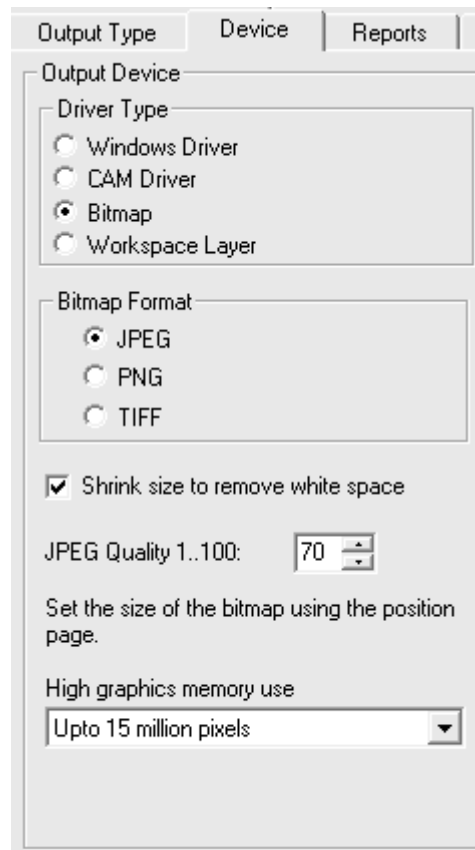 Output Type Device Reports
Output Device
Driver Type
Windows Driver
CAM Driver
Bitmap
Workspace Layer
Bitmap Format
JPEG
PNG
TIFF
Shrink size to remove white space
JPEG Quality 1..100: 70
Set the size of the bitmap using the position
page.
High graphics memory use
Upto 15 million pixels